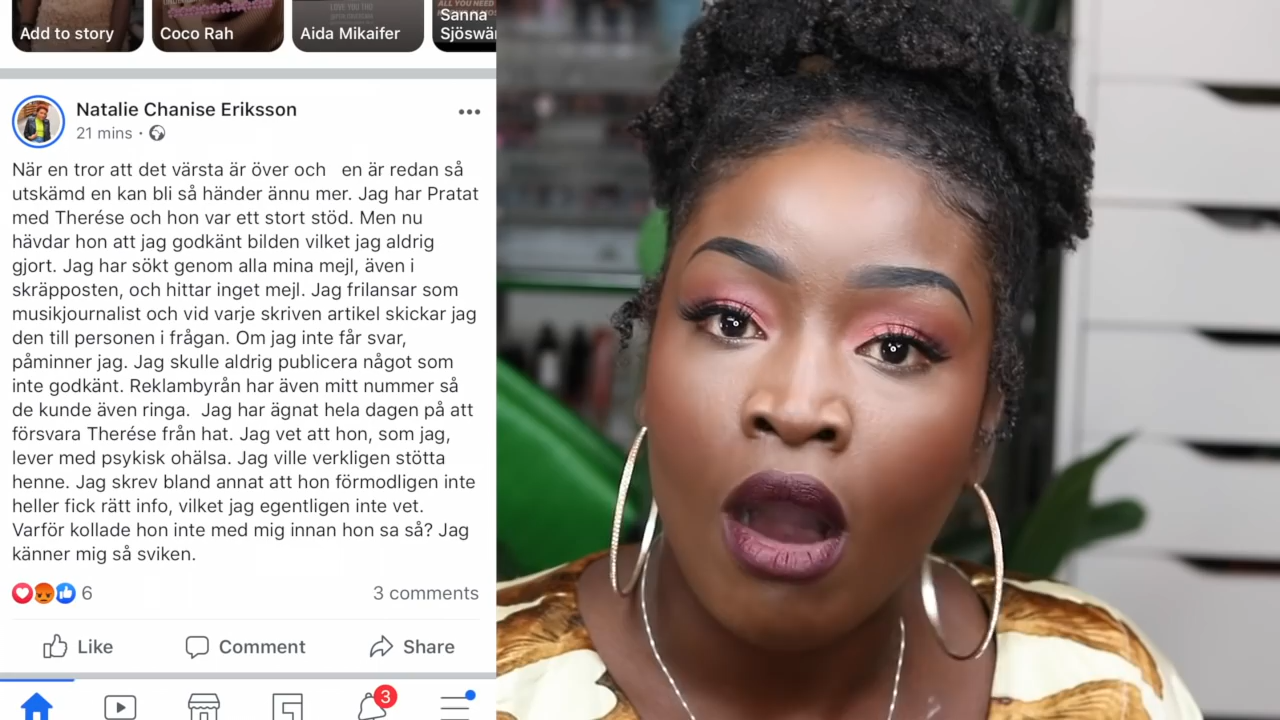 ALL YOU NEED
LOVE YOU THO
Add to story
Coco Rah
Aida Mikaifer
Sanna
Sjöswär
Natalie Chanise Eriksson
21 mins ·
När en tror att det värsta är över och en är redan så
utskämd en kan bli så händer ännu mer. Jag har Pratat
med Therése och hon var ett stort stöd. Men nu
hävdar hon att jag godkänt bilden vilket jag aldrig
gjort. Jag har sökt genom alla mina mejl, även i
skräpposten, och hittar inget mejl. Jag frilansar som
musikjournalist och vid varje skriven artikel skickar jag
den till personen i frågan. Om jag inte får svar,
påminner jag. Jag skulle aldrig publicera något som
inte godkänt. Reklambyrån har även mitt nummer så
de kunde även ringa. Jag har ägnat hela dagen på att
försvara Therése från hat. Jag vet att hon, som jag,
lever med psykisk ohälsa. Jag ville verkligen stötta
henne. Jag skrev bland annat att hon förmodligen inte
heller fick rätt info, vilket jag egentligen inte vet.
Varför kollade hon inte med mig innan hon sa så? Jag
känner mig så sviken.
6
3 comments
Like
Comment
Share
3